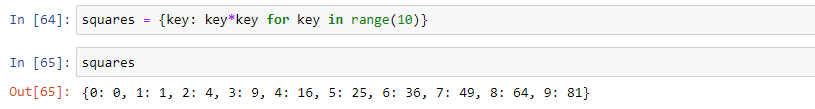 In [64]: squares = {key: key*key for key in range(10)}
In [65]: squares
Out[65]: {0: 0, 1: 1, 2: 4, 3: 9, 4: 16, 5: 25, 6: 36, 7: 49, 8: 64, 9: 81}